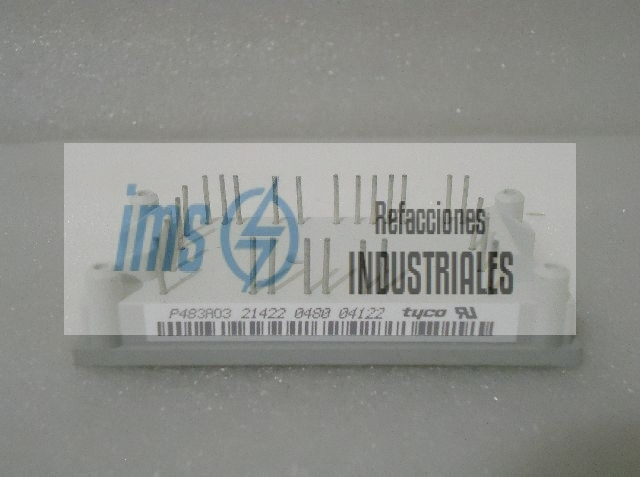 ims
Refacciones
INDUSTRIALES
P483A03 21422 0480 04122 tyco